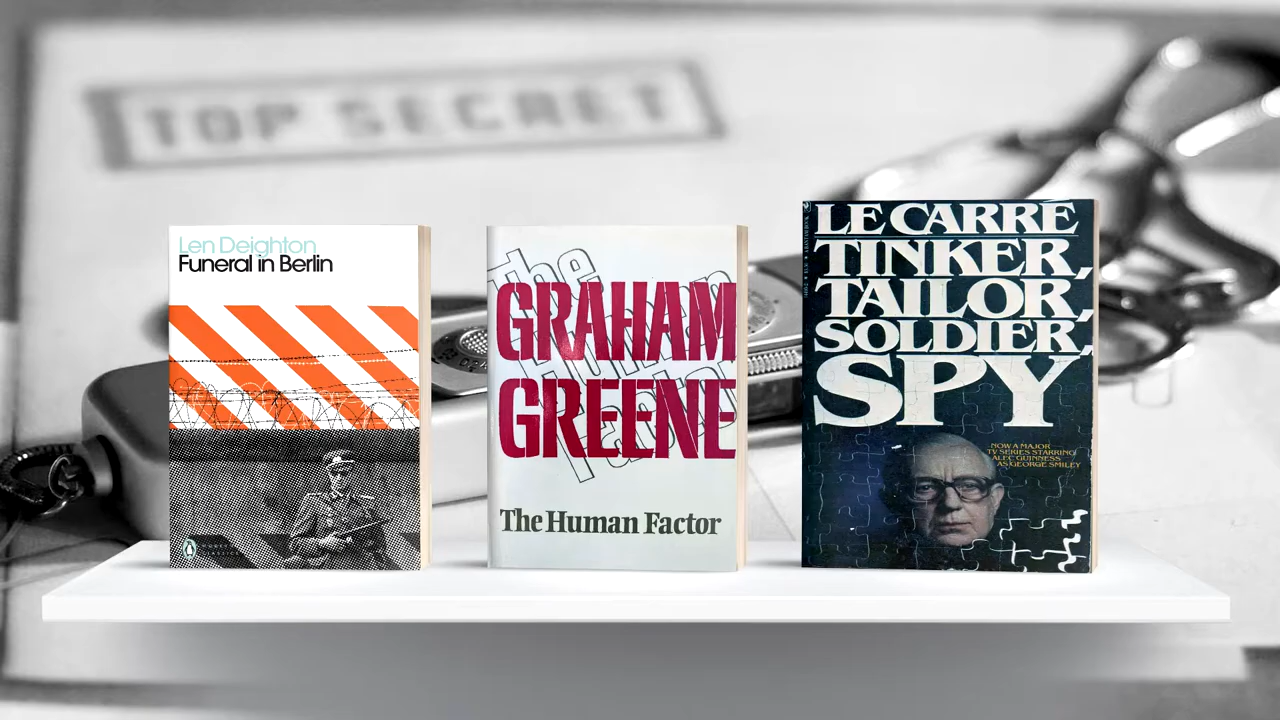 TOP SECRET
Len Deighton
Funeral in Berlin
The
Human
Factor
GRAHAM
GREENE
The Human Factor
LE CARRE
TINKER,
TAILOR,
SOLDIER,
SPY
NOW A MAJOR
TV SERIES STARRING
ALEC GUINNESS
AS GEORGE SMILEY